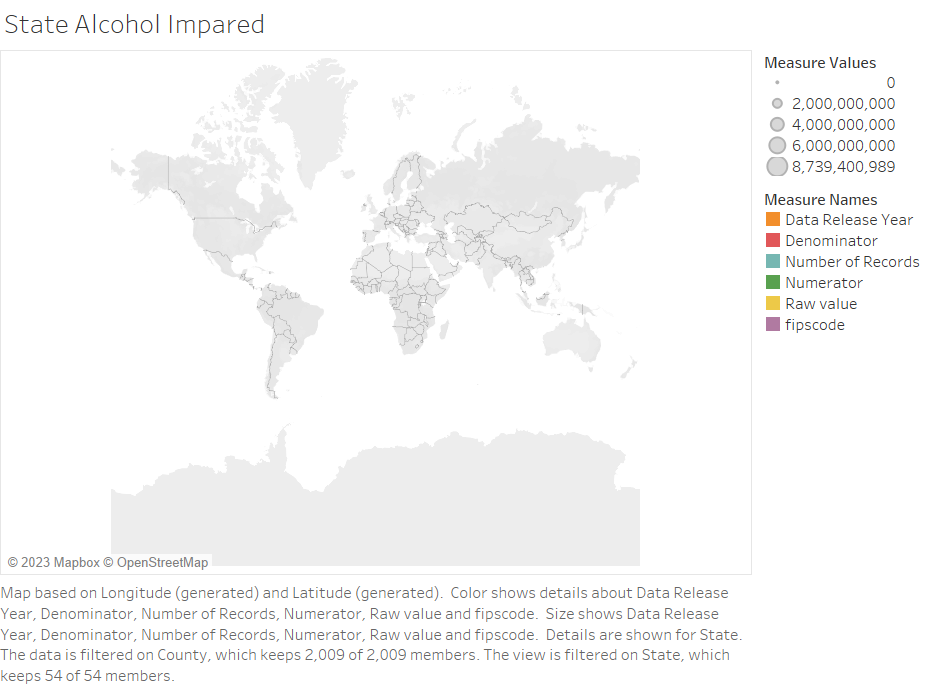 State Alcohol Impared
Measure Values
0
2,000,000,000
4,000,000,000
6,000,000,000
8,739,400,989
Measure Names
Data Release Year
Denominator
Number of Records
Numerator
Raw value
fipscode
© 2023 Mapbox © OpenStreetMap
Map based on Longitude (generated) and Latitude (generated).  Color shows details about Data Release
Year, Denominator, Number of Records, Numerator, Raw value and fipscode.  Size shows Data Release
Year, Denominator, Number of Records, Numerator, Raw value and fipscode.  Details are shown for State.
The data is filtered on County, which keeps 2,009 of 2,009 members. The view is filtered on State, which
keeps 54 of 54 members.